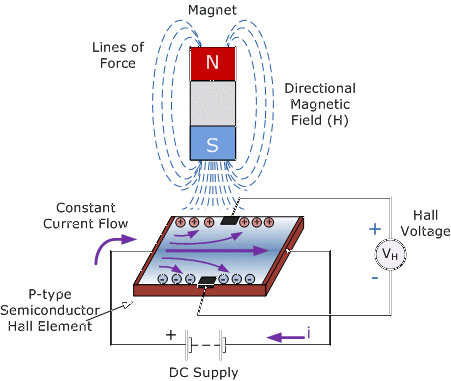 Magnet
Lines of
Force
N
S
Directional
Magnetic
Field (H)
Constant
Current Flow
+ + + + + +
- - - - - -
Hall
Voltage
+
VH
-
P-type
Semiconductor
Hall Element
+
i
DC Supply